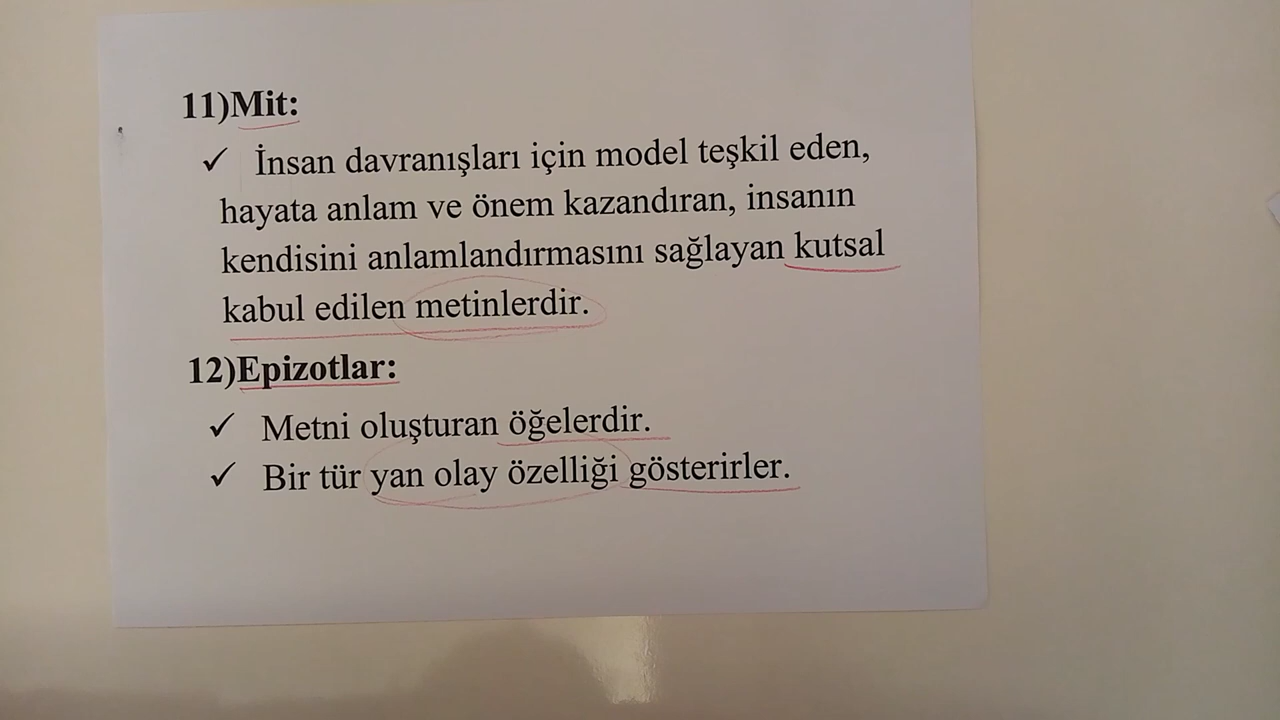 11)Mit:
✓ İnsan davranışları için model teşkil eden,
hayata anlam ve önem kazandıran, insanın
kendisini anlamlandırmasını sağlayan kutsal
kabul edilen metinlerdir.
12)Epizotlar:
✓ Metni oluşturan öğelerdir.
✓ Bir tür yan olay özelliği gösterirler.